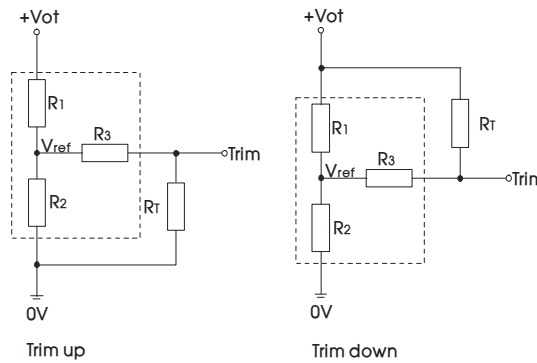 +Vot
R1
Vref
R3
Trim
R2
RT
0V
Trim up
+Vot
R1
RT
Vref
R3
Trim
R2
0V
Trim down